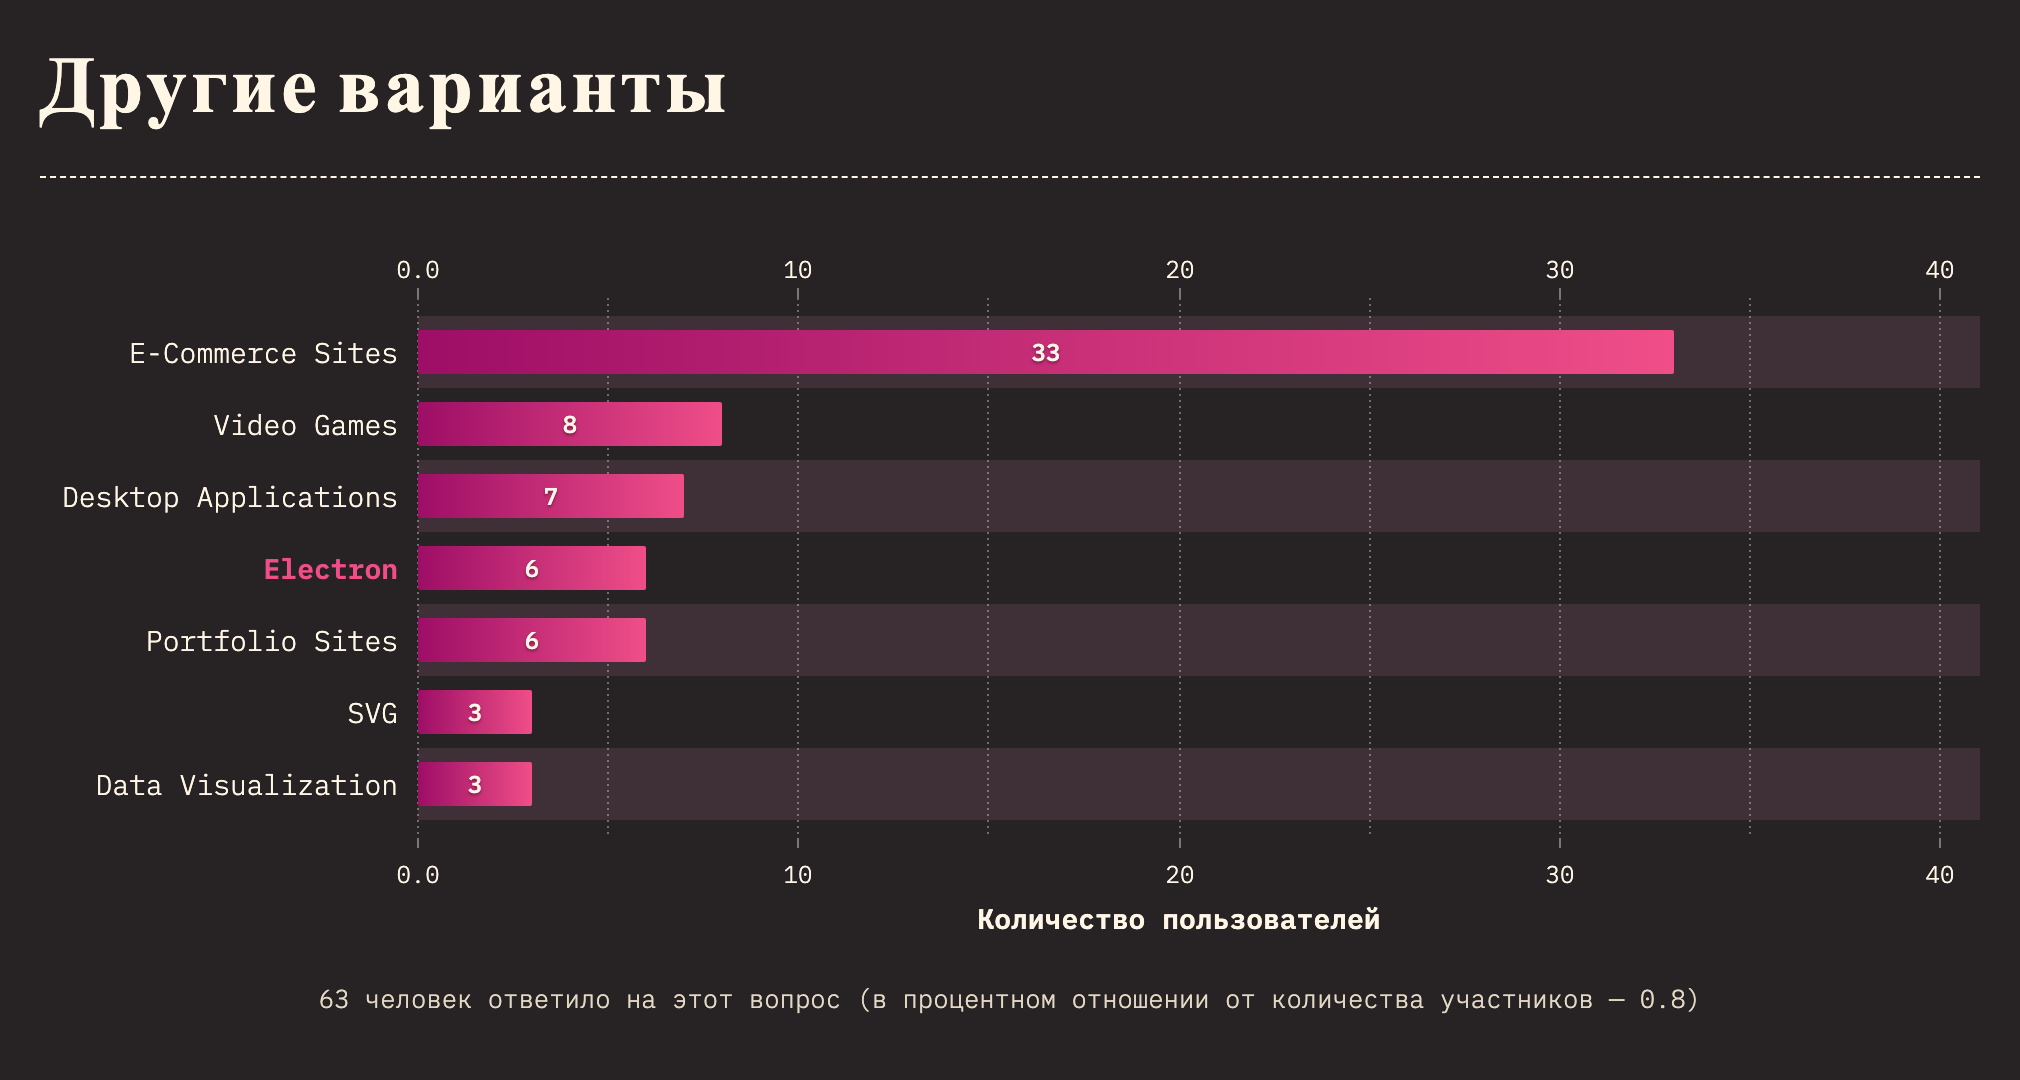 Другие варианты
0.0 10 20 30 40
E-Commerce Sites 33
Video Games 8
Desktop Applications 7
Electron 6
Portfolio Sites 6
SVG 3
Data Visualization 3
0.0 10 20 30 40
Количество пользователей
63 человек ответило на этот вопрос (в процентном отношении от количества участников — 0.8)